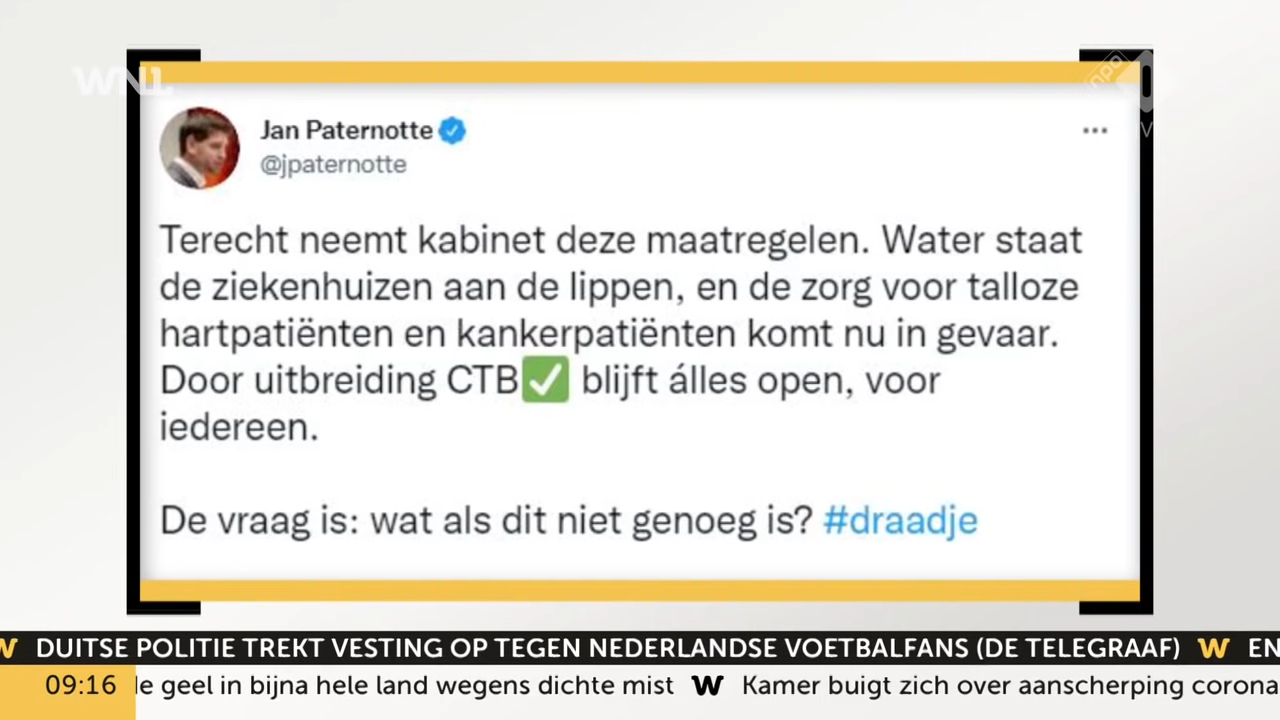 WNL
npo
Jan Paternotte
@jpaternotte
Terecht neemt kabinet deze maatregelen. Water staat
de ziekenhuizen aan de lippen, en de zorg voor talloze
hartpatiënten en kankerpatiënten komt nu in gevaar.
Door uitbreiding CTB✅ blijft álles open, voor
iedereen.
De vraag is: wat als dit niet genoeg is? #draadje
W DUITSE POLITIE TREKT VESTING OP TEGEN NEDERLANDSE VOETBALFANS (DE TELEGRAAF) W EN
09:16 le geel in bijna hele land wegens dichte mist W Kamer buigt zich over aanscherping corona